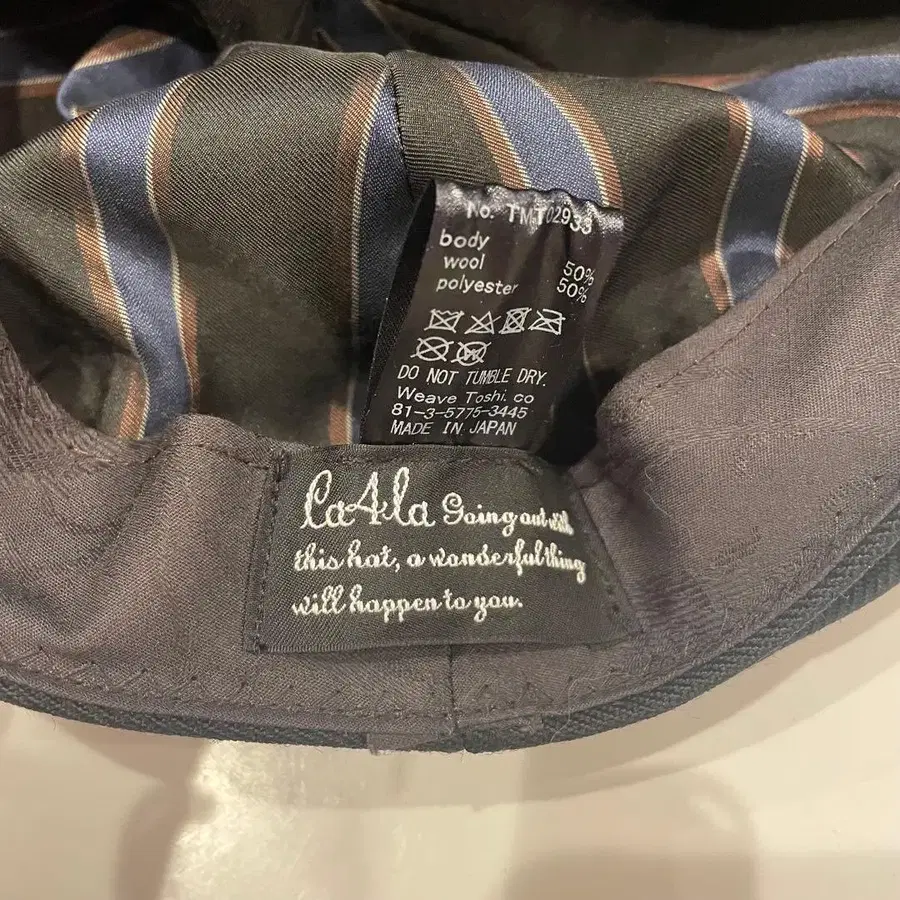 No. TMT02933
body
wool 50%
polyester 50%
DO NOT TUMBLE DRY.
Weave Toshi. co
81-3-5775-3445
MADE IN JAPAN
Ca4la Going out with
this hat, a wonderful thing
will happen to you.